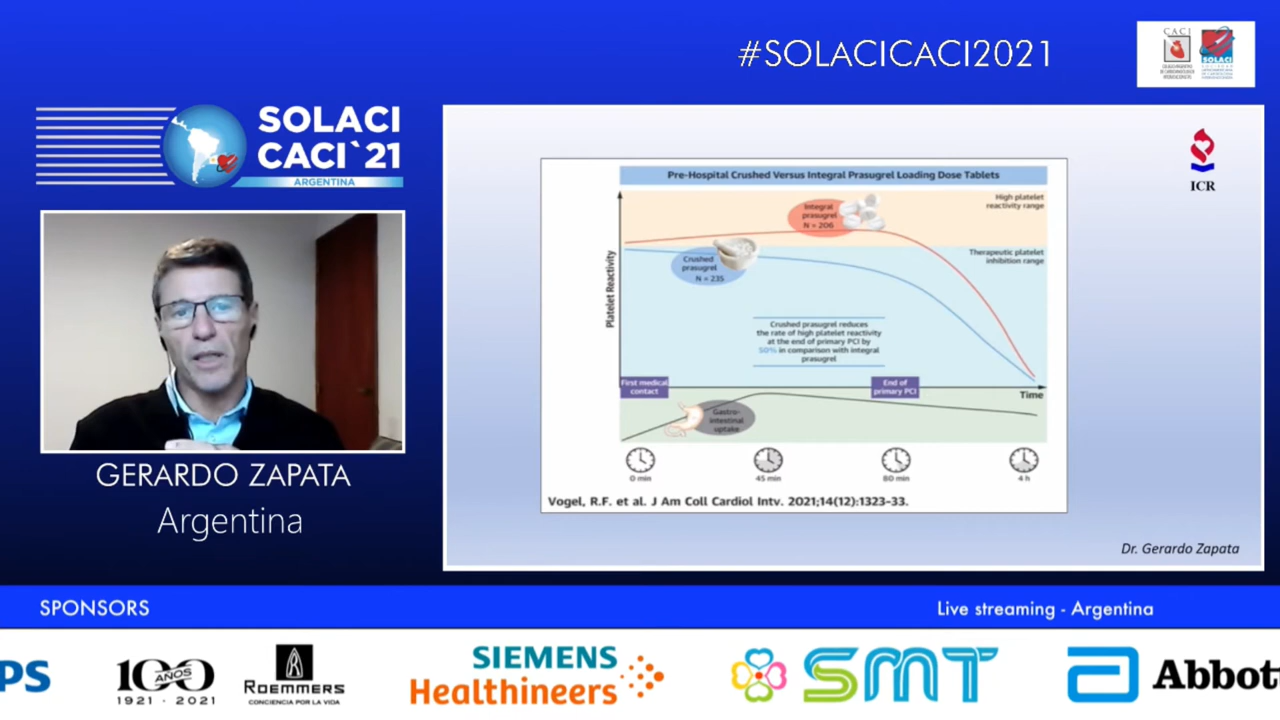 #SOLACICACI2021
CACI
SOLACI
SOLACI
CACI`21
ARGENTINA
GERARDO ZAPATA
Argentina
ICR
Pre-Hospital Crushed Versus Integral Prasugrel Loading Dose Tablets
High platelet
reactivity range
Integral
prasugrel
N = 206
Therapeutic platelet
inhibition range
Crushed
prasugrel
N = 235
Platelet Reactivity
Crushed prasugrel reduces
the rate of high platelet reactivity
at the end of primary PCI by
50% in comparison with integral
prasugrel
First medical
contact
End of
primary PCI
Time
Gastro-
intestinal
uptake
0 min
45 min
80 min
4 h
Vogel, R.F. et al. J Am Coll Cardiol Intv. 2021;14(12):1323–33.
Dr. Gerardo Zapata
SPONSORS
Live streaming - Argentina
PS
100
AÑOS
1921 · 2021
ROEMMERS
CONCIENCIA POR LA VIDA
SIEMENS
Healthineers
SMT
Abbott